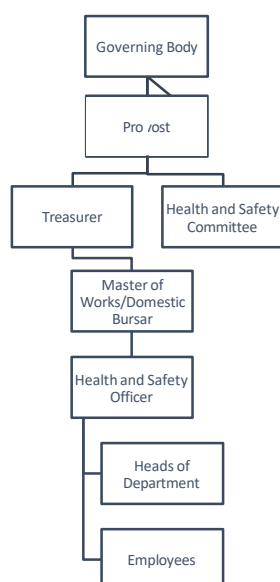 Governing Body
Provost
Treasurer
Health and Safety
Committee
Master of
Works/Domestic
Bursar
Health and Safety
Officer
Heads of
Department
Employees